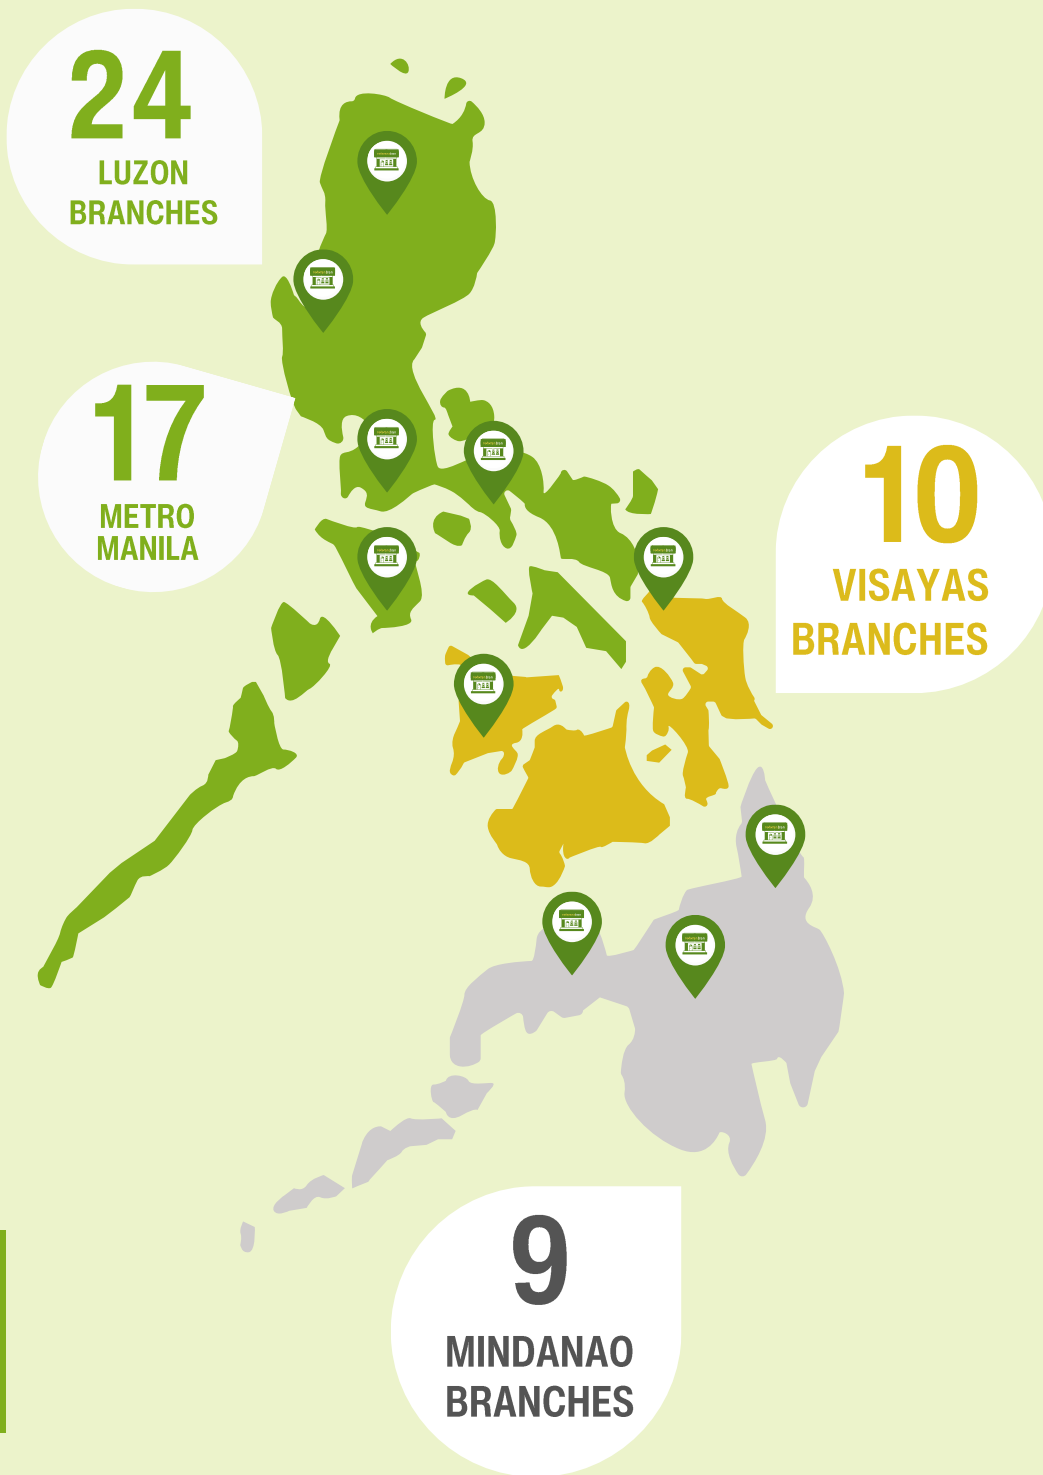 24
LUZON
BRANCHES
17
METRO
MANILA
10
VISAYAS
BRANCHES
9
MINDANAO
BRANCHES